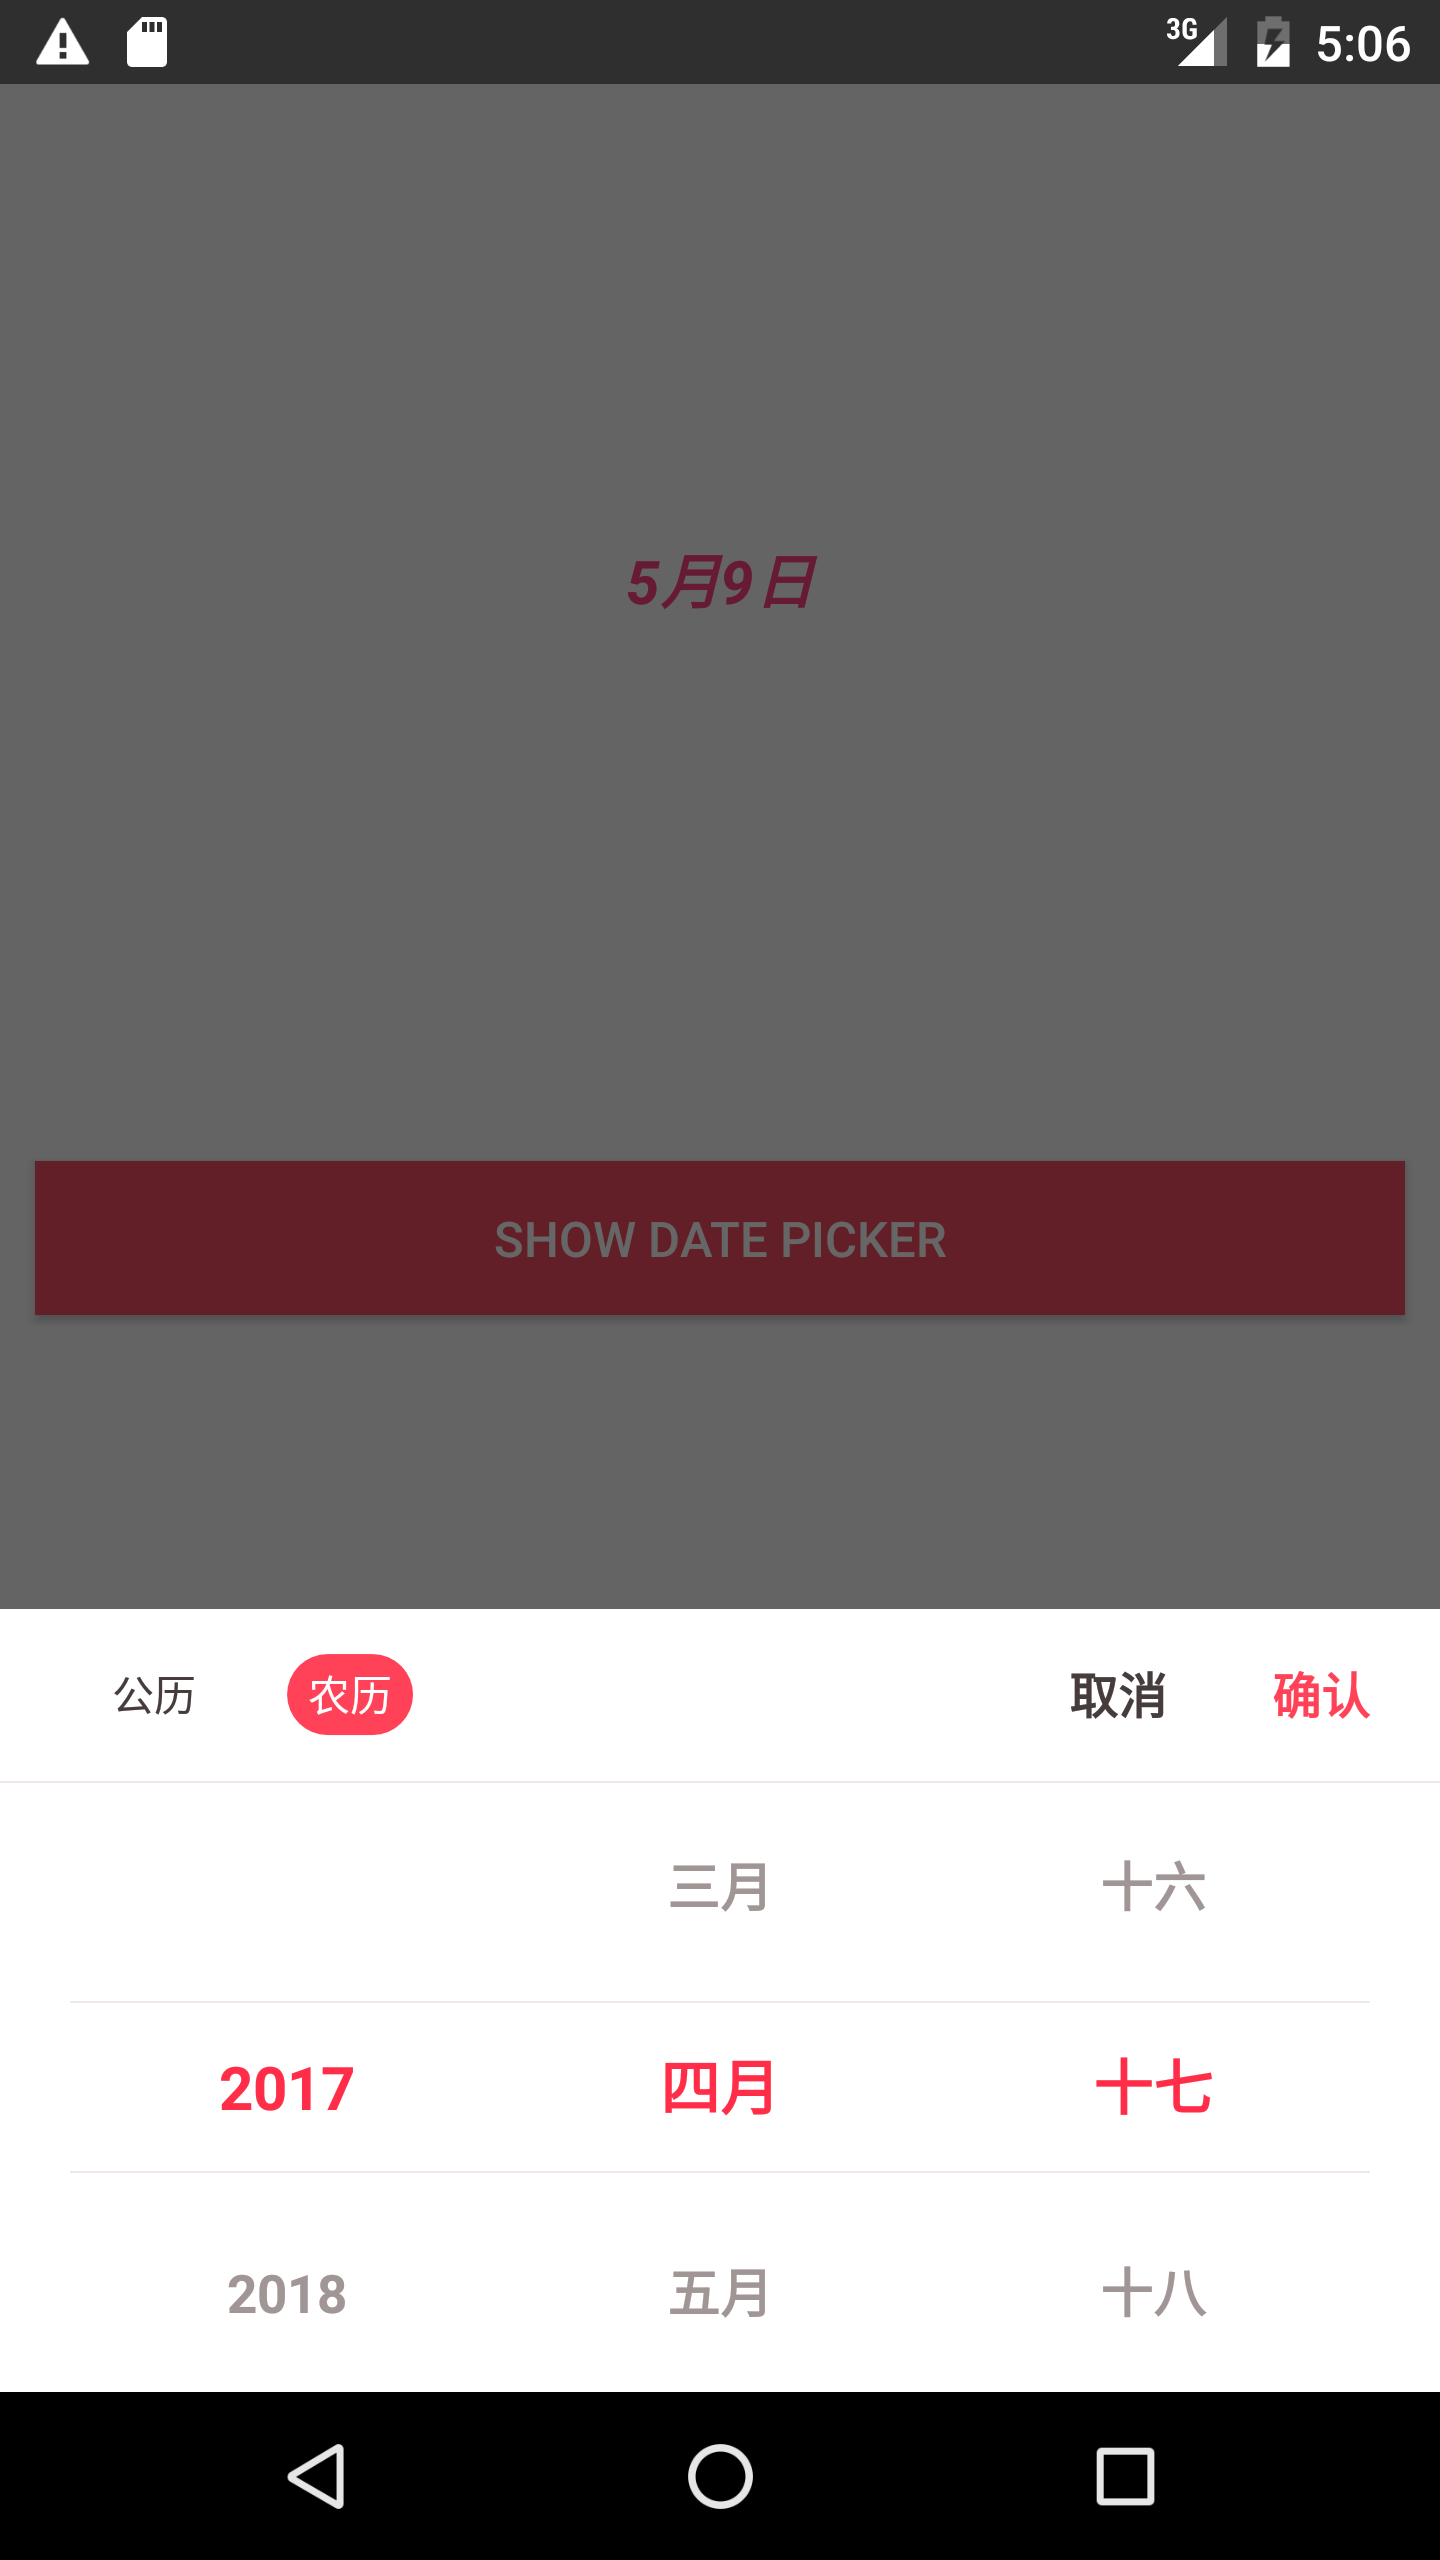 3G 5:06
5月9日
SHOW DATE PICKER
公历 农历 取消 确认
三月 十六
2017 四月 十七
2018 五月 十八